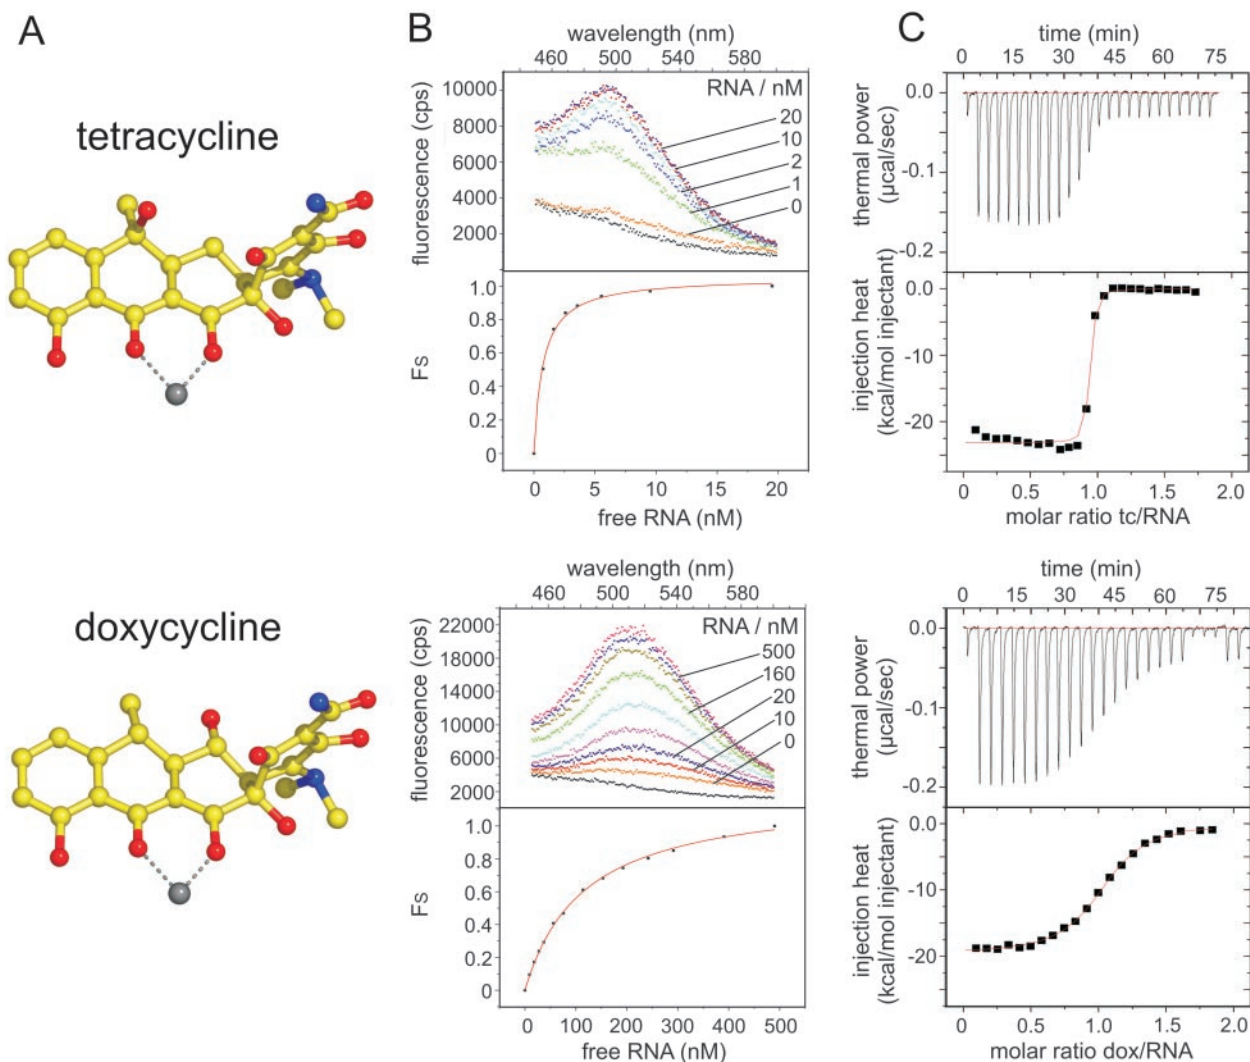 A
tetracycline
B
wavelength (nm)
460 500 540 600
fluorescence (cps)
10000
8000
6000
4000
2000
RNA / nM
20
10
2
1
0
Fs
1.0
0.8
0.6
0.4
0.2
0
0 5 10 15 20
free RNA (nM)
C
time (min)
0 15 30 45 60 75
thermal power
(µcal/sec)
0.0
-0.1
-0.2
injection heat
(kcal/mol injectant)
0.0
-10
-20
0 0.5 1.0 1.5 2.0
molar ratio tc/RNA
doxycycline
wavelength (nm)
460 500 540 600
fluorescence (cps)
22000
18000
14000
10000
6000
2000
RNA / nM
500
160
20
10
0
Fs
1.0
0.8
0.6
0.4
0.2
0
0 100 200 300 400 500
free RNA (nM)
time (min)
0 15 30 45 60 75
thermal power
(µcal/sec)
0.0
-0.1
-0.2
injection heat
(kcal/mol injectant)
0.0
-10
-20
0 0.5 1.0 1.5 2.0
molar ratio dox/RNA